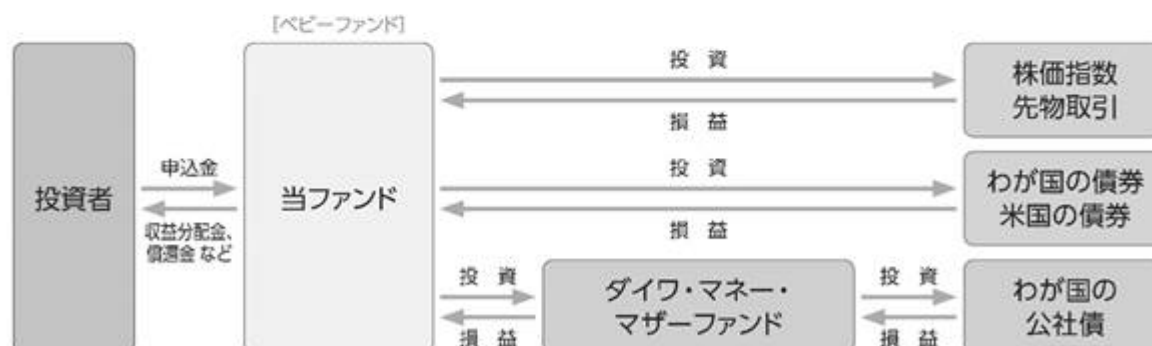 [ベビーファンド]
投資者
申込金
収益分配金、
償還金 など
当ファンド
投 資
損 益
株価指数
先物取引
投 資
損 益
わが国の債券
米国の債券
投 資
損 益
ダイワ・マネー・
マザーファンド
投 資
損 益
わが国の
公社債